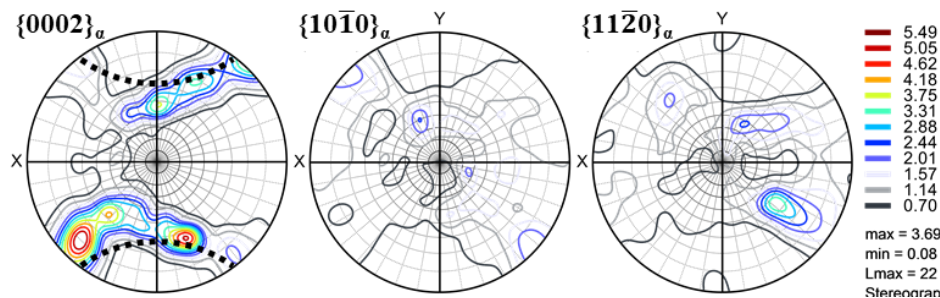 {0002}α
{101̅0}α
{112̅0}α
Y
Y
X
X
X
5.49
5.05
4.62
4.18
3.75
3.31
2.88
2.44
2.01
1.57
1.14
0.70
max = 3.69
min = 0.08
Lmax = 22